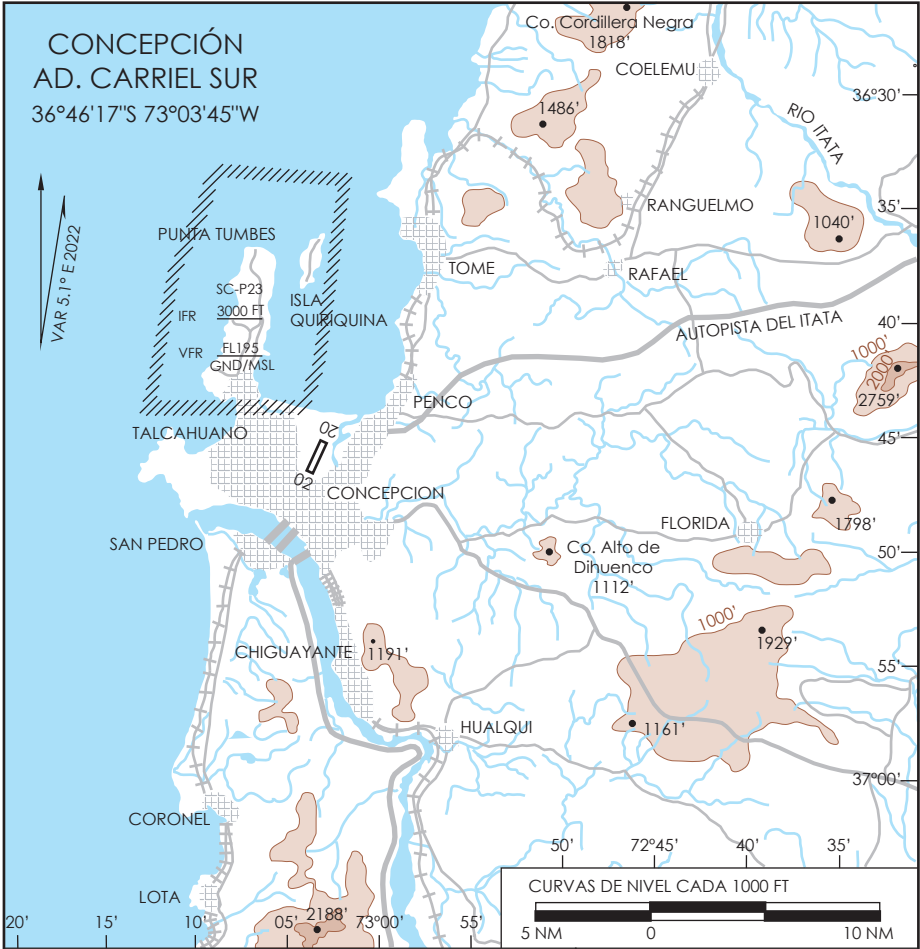 CONCEPCIÓN
AD. CARRIEL SUR
36°46'17"S 73°03'45"W
Co. Cordillera Negra
1818'
COELEMU
36°30'
1486'
RIO ITATA
VAR 5.1° E 2022
RANGUELMO
35'
1040'
PUNTA TUMBES
TOME
RAFAEL
SC-P23
IFR
3000 FT
ISLA
QUIRIQUINA
AUTOPISTA DEL ITATA
40'
VFR
FL195
GND/MSL
1000'
2000
2759'
PENCO
TALCAHUANO
20
45'
02
CONCEPCION
FLORIDA
1798'
SAN PEDRO
Co. Alto de
Dihuenco
1112'
50'
1000'
1929'
CHIGUAYANTE
1191'
55'
HUALQUI
1161'
37°00'
CORONEL
50'
72°45'
40'
35'
LOTA
2188'
CURVAS DE NIVEL CADA 1000 FT
5 NM
0
10 NM
20'
15'
10'
05'
73°00'
55'